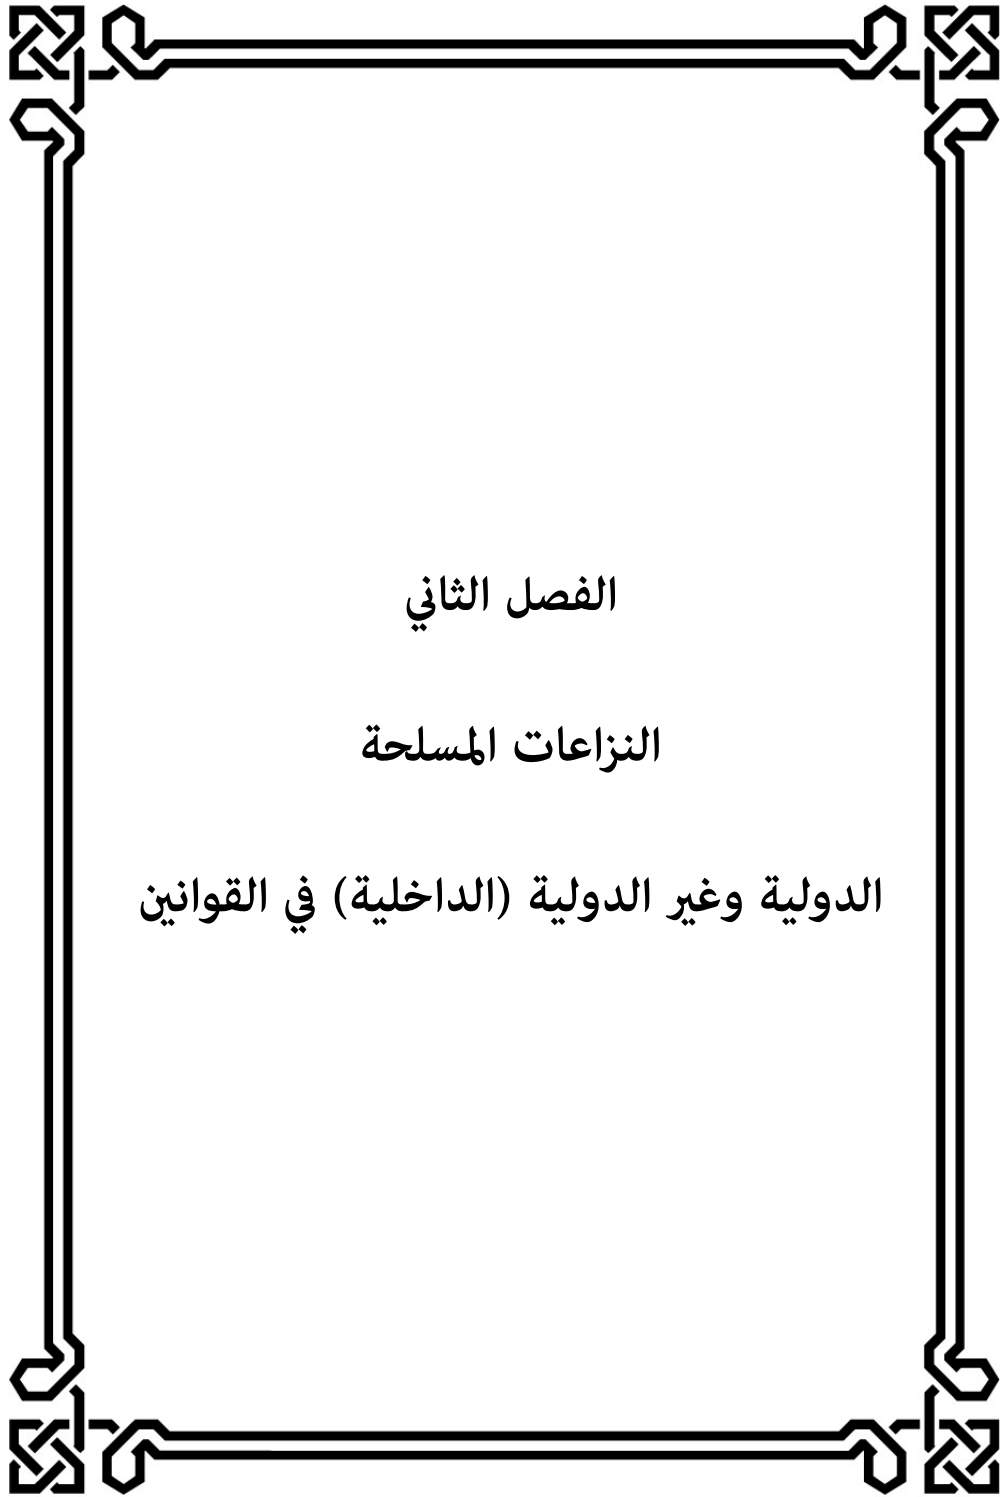 الفصل الثاني
النزاعات المسلحة
الدولية وغير الدولية (الداخلية) في القوانين